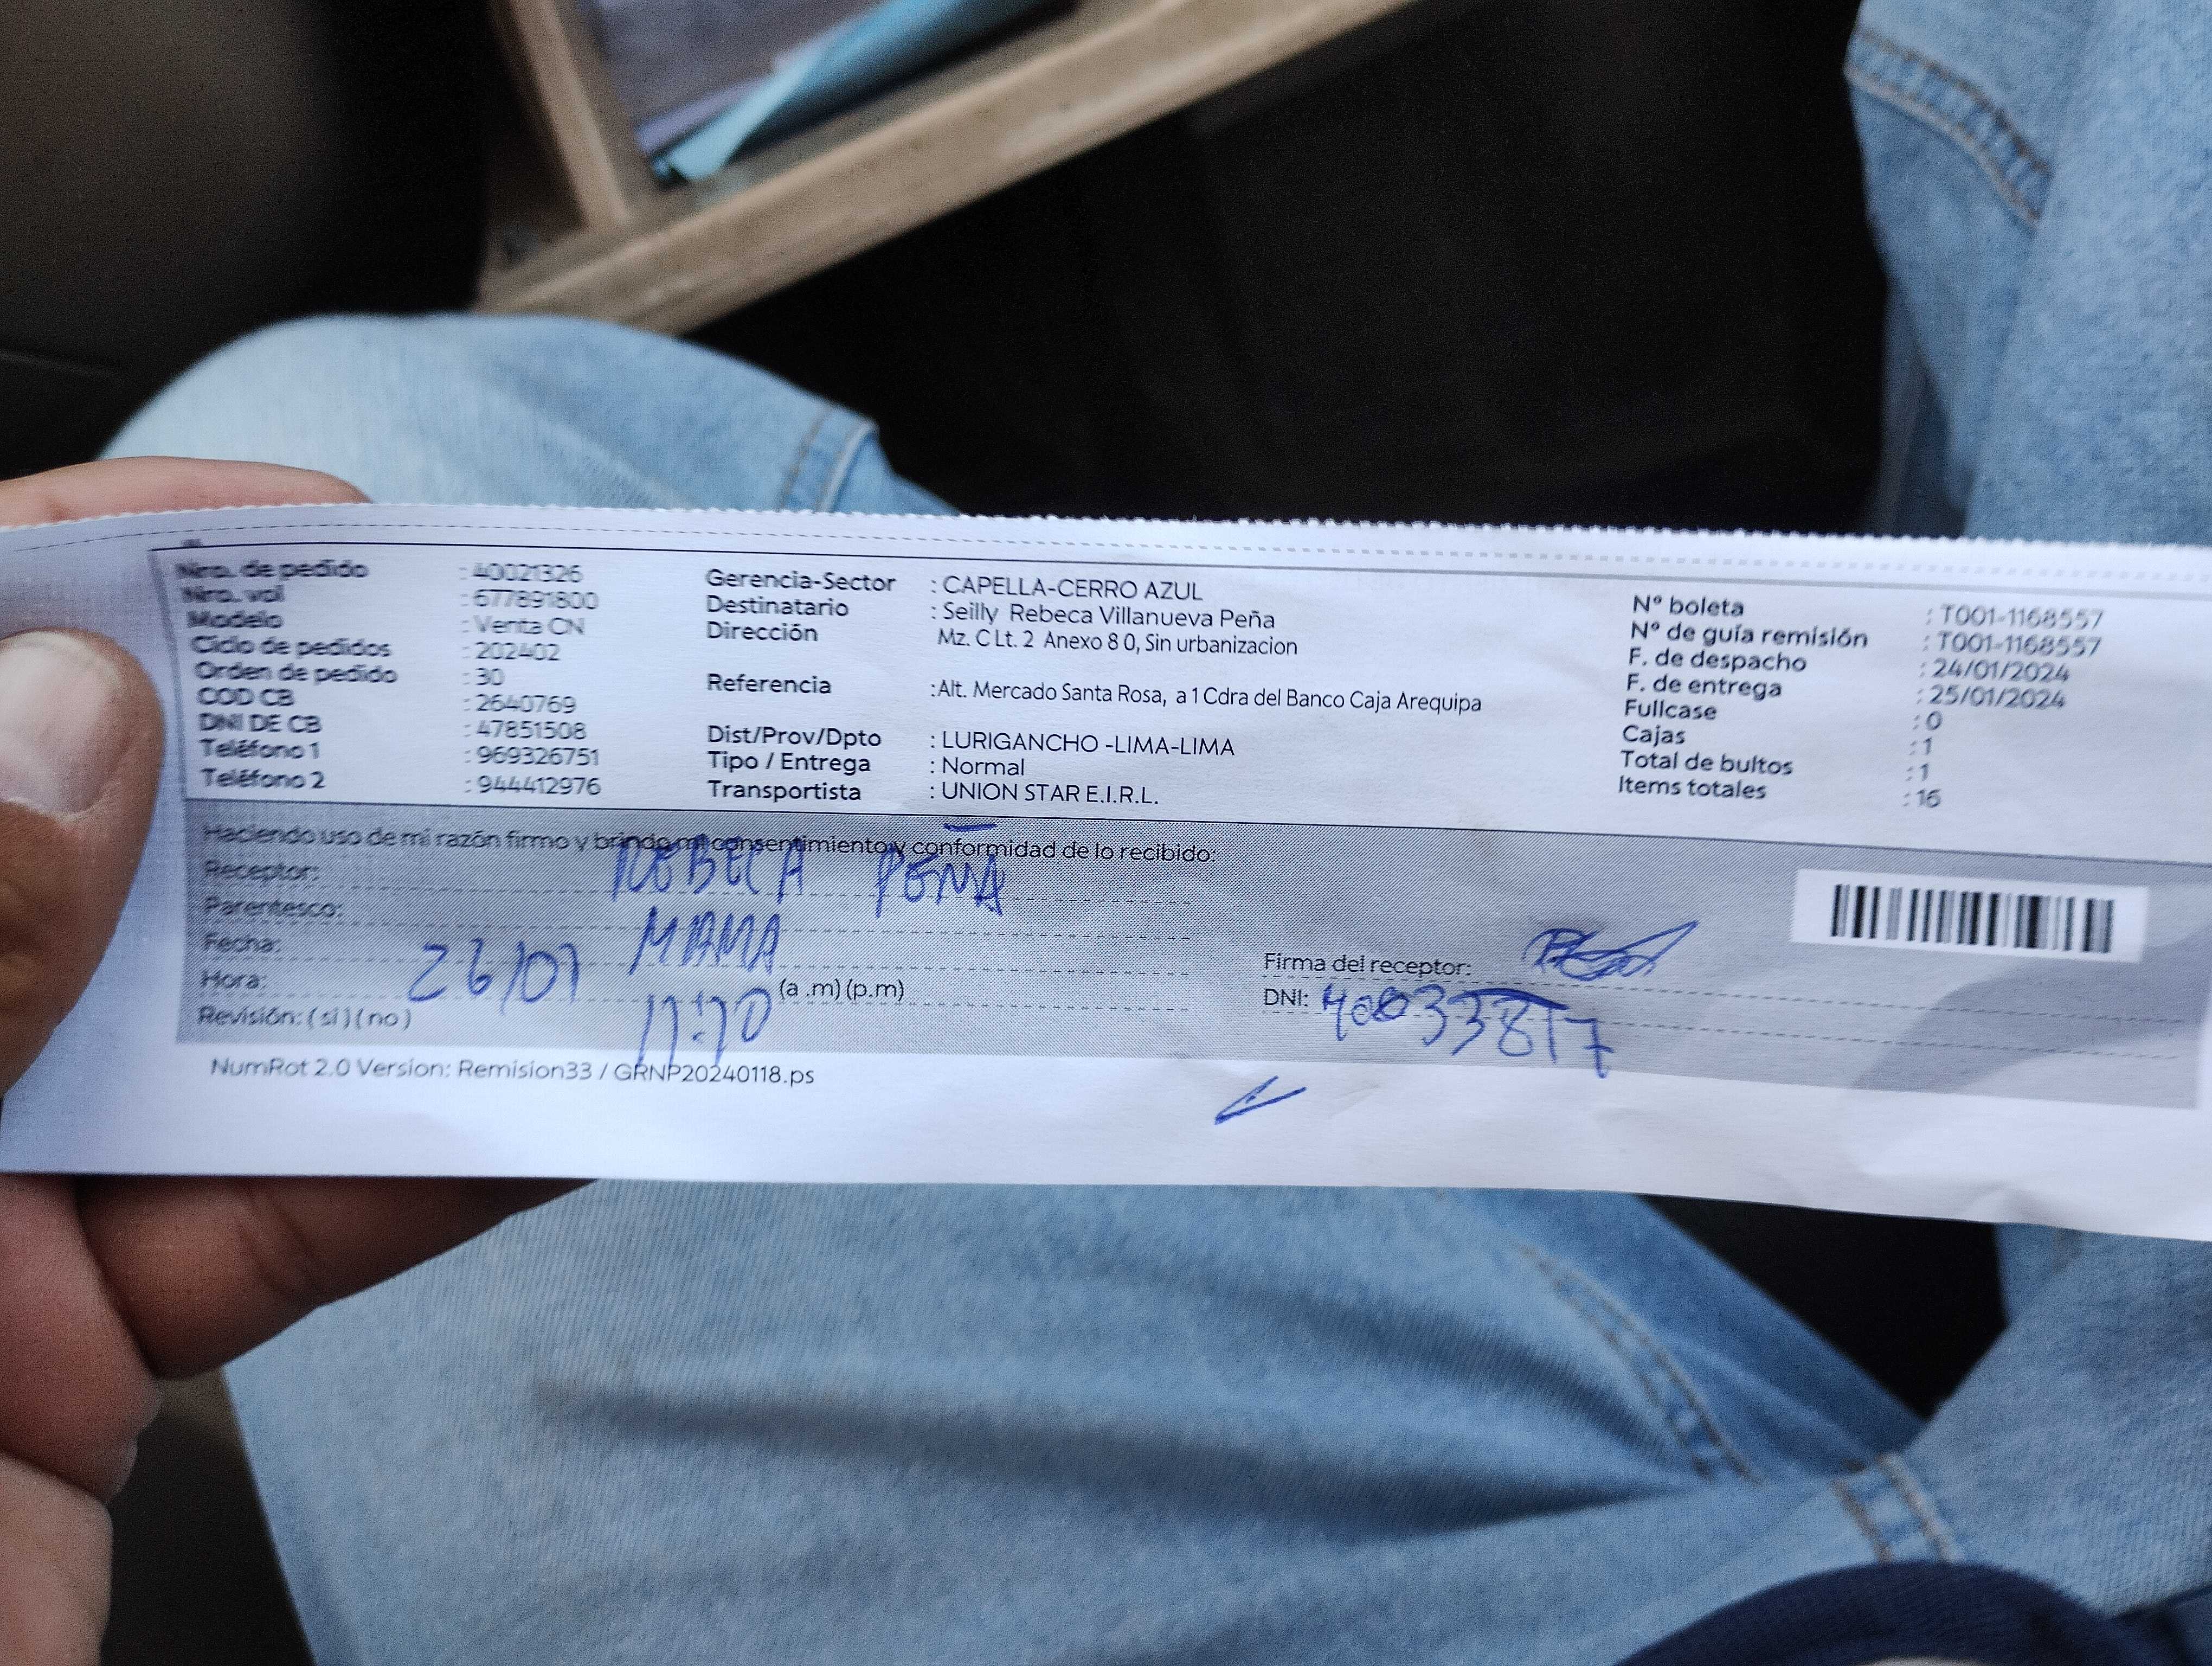 Nro. de pedido : 40021326
Nro. val : 677891800
Modelo : Venta CN
Ciclo de pedidos : 202402
Orden de pedido : 30
COD CB : 2640769
DNI DE CB : 47851508
Teléfono 1 : 969326751
Teléfono 2 : 944412976
Gerencia-Sector : CAPELLA-CERRO AZUL
Destinatario : Seilly Rebeca Villanueva Peña
Dirección Mz. C Lt. 2 Anexo 8 0, Sin urbanizacion
Referencia :Alt. Mercado Santa Rosa, a 1 Cdra del Banco Caja Arequipa
Dist/Prov/Dpto : LURIGANCHO -LIMA-LIMA
Tipo / Entrega : Normal
Transportista : UNION STAR E.I.R.L.
N° boleta : T001-1168557
N° de guía remisión : T001-1168557
F. de despacho : 24/01/2024
F. de entrega : 25/01/2024
Fullcase : 0
Cajas : 1
Total de bultos : 1
Items totales : 16
Haciendo uso de mi razón firmo y brindo mi consentimiento y conformidad de lo recibido:
Receptor: REBECA PEÑA
Parentesco: MAMA
Fecha: 26/01
Hora: (a .m) (p.m)
Revisión: ( si ) ( no )
Firma del receptor:
DNI:
NumRot 2.0 Version: Remision33 / GRNP20240118.ps